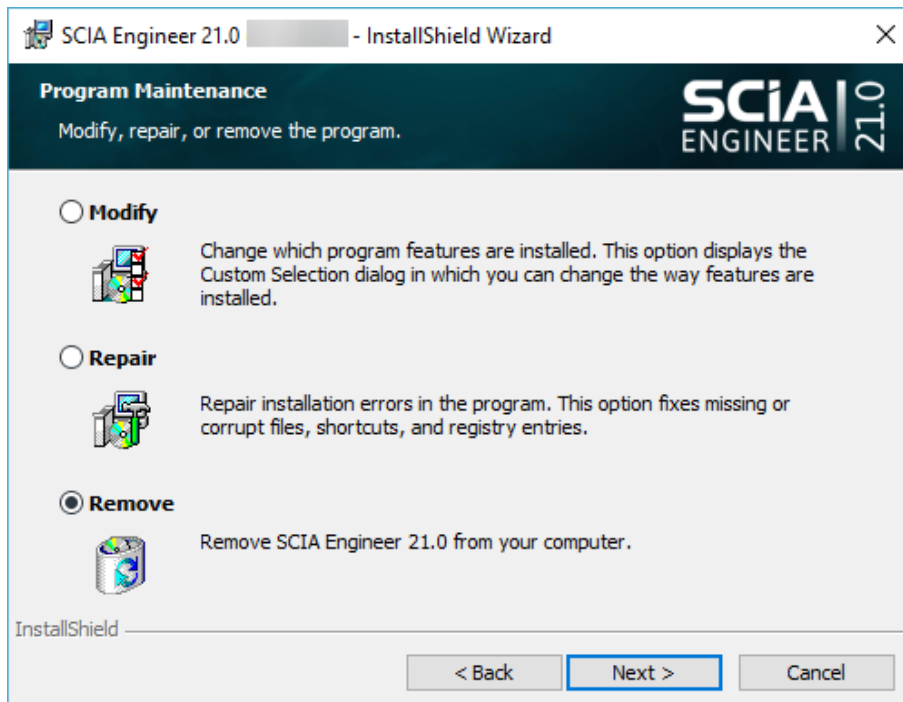 SCIA Engineer 21.0 - InstallShield Wizard
Program Maintenance
Modify, repair, or remove the program.
SCiA
ENGINEER
21.0
Modify
Change which program features are installed. This option displays the
Custom Selection dialog in which you can change the way features are
installed.
Repair
Repair installation errors in the program. This option fixes missing or
corrupt files, shortcuts, and registry entries.
Remove
Remove SCIA Engineer 21.0 from your computer.
InstallShield
< Back
Next >
Cancel